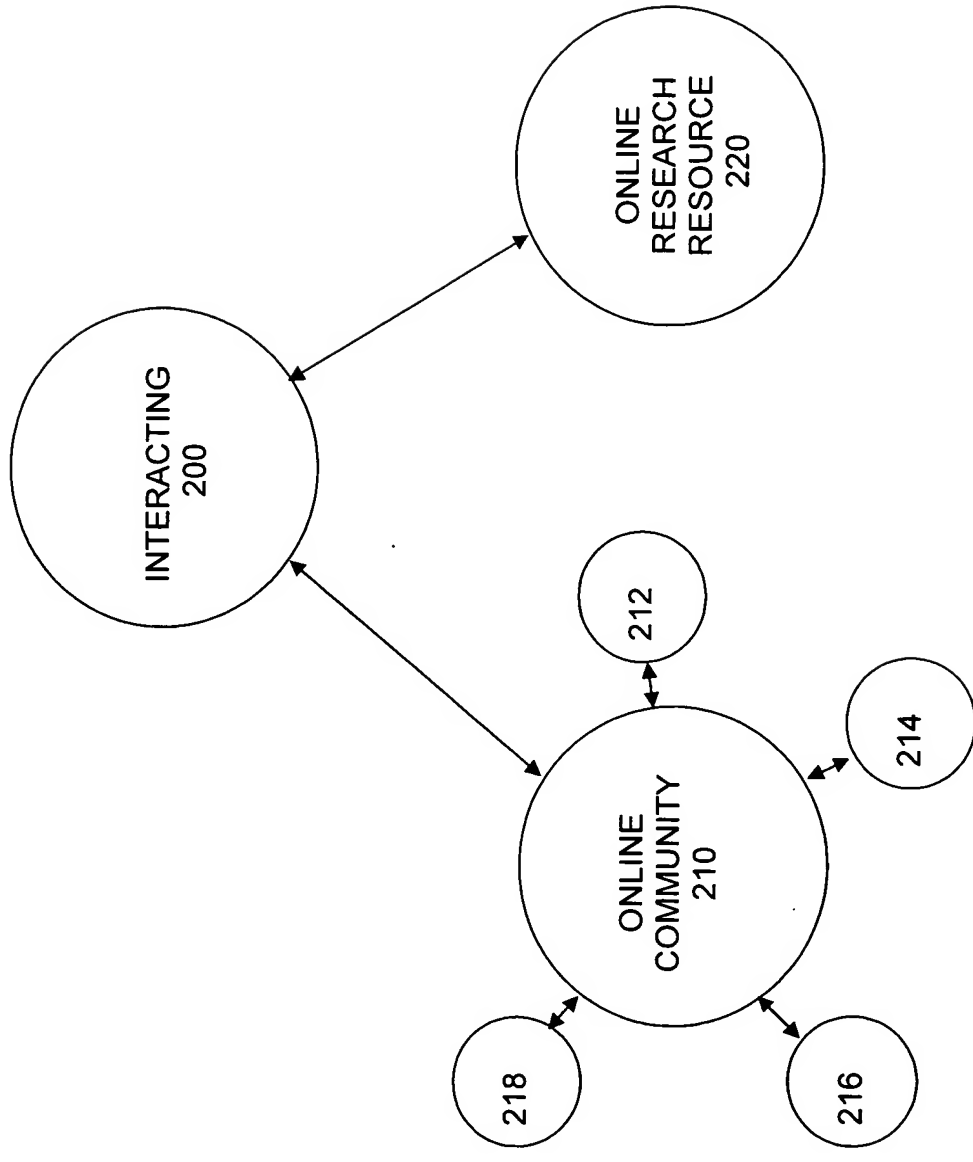 INTERACTING
200
ONLINE
RESEARCH
RESOURCE
220
ONLINE
COMMUNITY
210
212
214
216
218